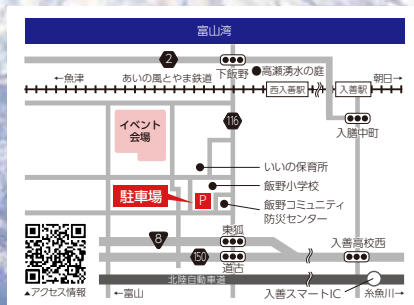 富山湾
2
下飯野
●高瀬湧水の庭
←魚津
あいの風とやま鉄道
西入善駅
入善駅
朝日→
116
入膳中町
イベント
会場
いいの保育所
飯野小学校
駐車場
P
飯野コミュニティ
防災センター
8
東狐
150
道古
入善高校西
北陸自動車道
▲アクセス情報
←富山
入善スマートIC
糸魚川→